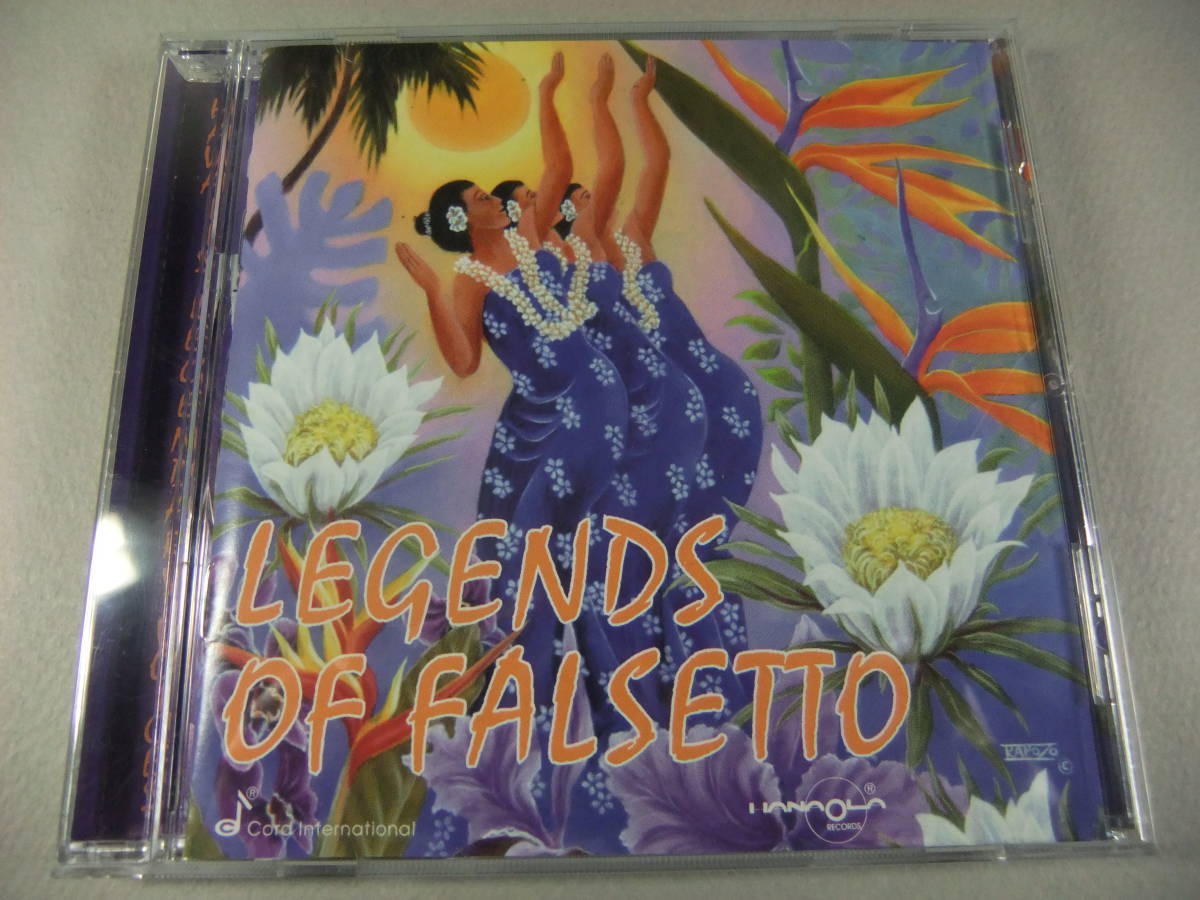 LEGENDS
OF FALSETTO
® Cord International
HANAOLA ®
RECORDS
©